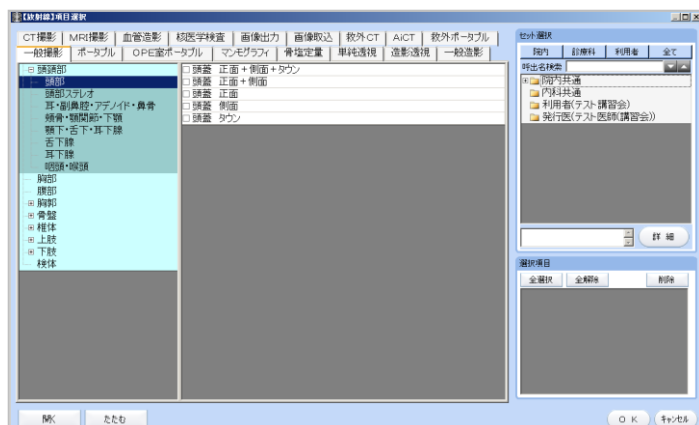 【放射線】項目選択
CT撮影 MRI撮影 血管造影 核医学検査 画像出力 画像取込 救外CT AiCT 救外ポータブル
一般撮影 ポータブル OPE室ポータブル マンモグラフィ 骨塩定量 単純透視 造影透視 一般造影
頭頸部
頭部
頭部ステレオ
耳・副鼻腔・アデノイド・鼻骨
頬骨・顎関節・下顎
顎下・舌下・耳下腺
舌下腺
耳下腺
咽頭・喉頭
胸部
腹部
胸郭
骨盤
椎体
上肢
下肢
検体
頭蓋 正面+側面+タウン
頭蓋 正面+側面
頭蓋 正面
頭蓋 側面
頭蓋 タウン
セット選択
院内 診療科 利用者 全て
呼出名検索
院内共通
内科共通
利用者(テスト講習会)
発行医(テスト医師(講習会))
詳細
選択項目
全選択 全解除 削除
開く たたむ
OK キャンセル